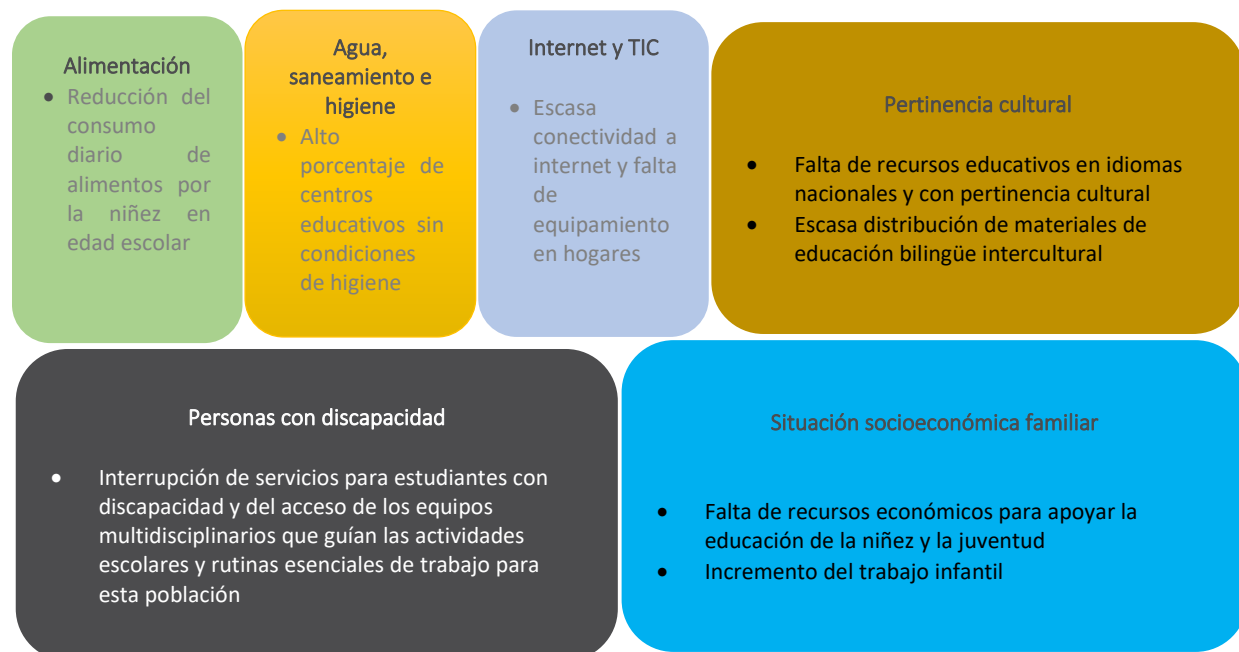 Alimentación
• Reducción del
consumo
diario de
alimentos por
la niñez en
edad escolar
Agua,
saneamiento e
higiene
• Alto
porcentaje de
centros
educativos sin
condiciones
de higiene
Internet y TIC
• Escasa
conectividad a
internet y falta
de
equipamiento
en hogares
Pertinencia cultural
• Falta de recursos educativos en idiomas
nacionales y con pertinencia cultural
• Escasa distribución de materiales de
educación bilingüe intercultural
Personas con discapacidad
• Interrupción de servicios para estudiantes con
discapacidad y del acceso de los equipos
multidisciplinarios que guían las actividades
escolares y rutinas esenciales de trabajo para
esta población
Situación socioeconómica familiar
• Falta de recursos económicos para apoyar la
educación de la niñez y la juventud
• Incremento del trabajo infantil